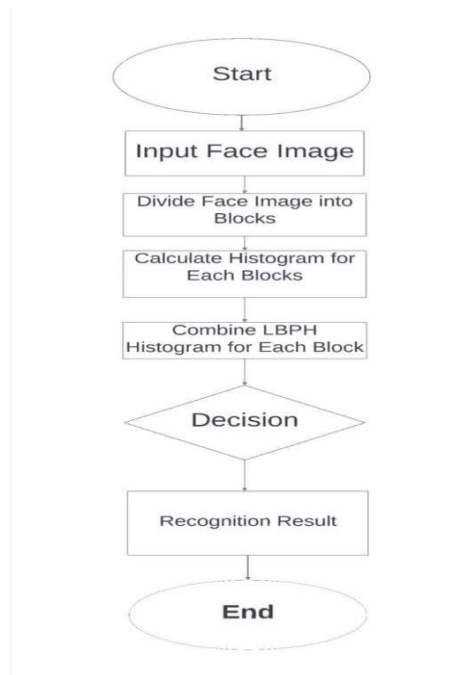 Start
Input Face Image
Divide Face Image into
Blocks
Calculate Histogram for
Each Blocks
Combine LBPH
Histogram for Each Block
Decision
Recognition Result
End